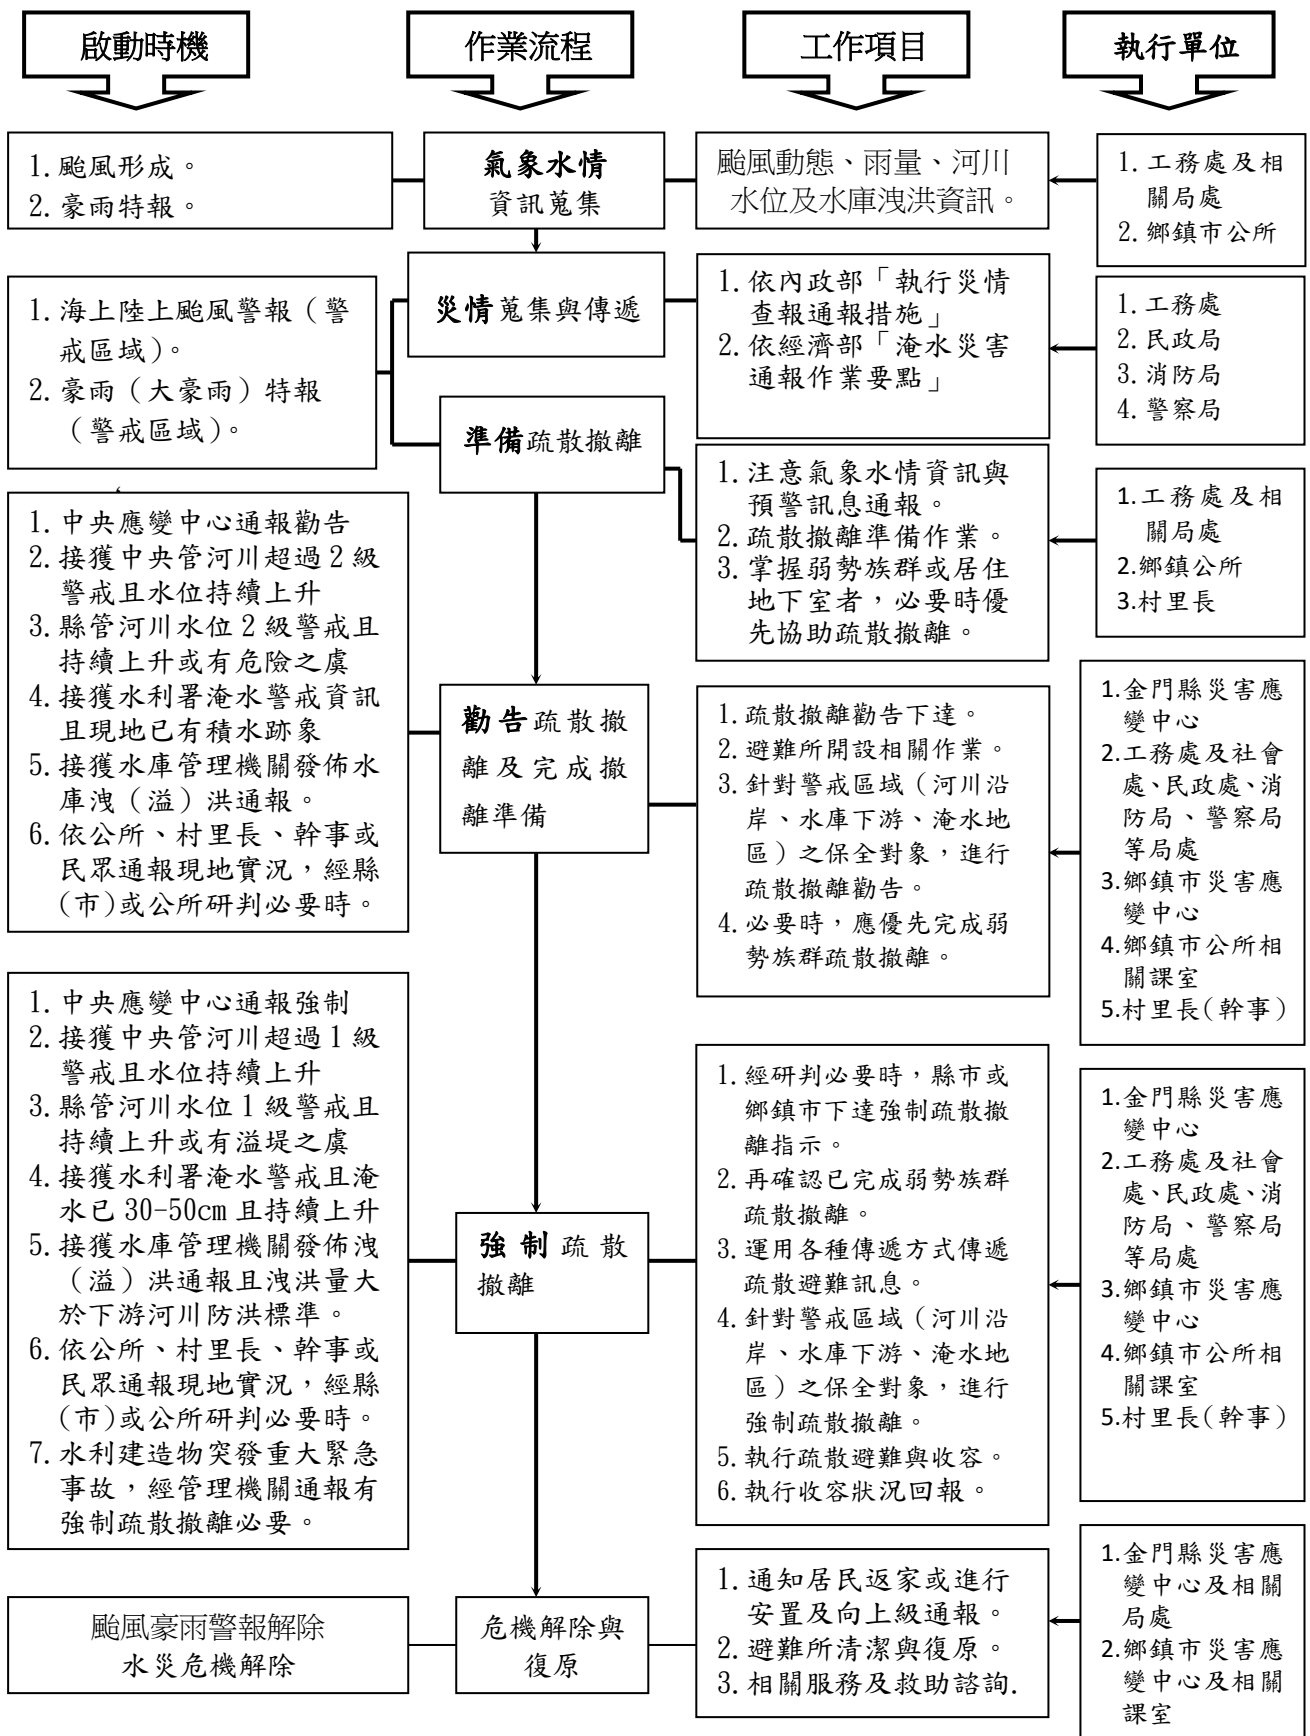 啟動時機
作業流程
工作項目
執行單位
1. 颱風形成。
2. 豪雨特報。
氣象水情
資訊蒐集
颱風動態、雨量、河川
水位及水庫洩洪資訊。
1. 工務處及相
關局處
2. 鄉鎮市公所
1. 海上陸上颱風警報（警
戒區域）。
2. 豪雨（大豪雨）特報
（警戒區域）。
災情蒐集與傳遞
1. 依內政部「執行災情
查報通報措施」
2. 依經濟部「淹水災害
通報作業要點」
1. 工務處
2. 民政局
3. 消防局
4. 警察局
準備疏散撤離
1. 注意氣象水情資訊與
預警訊息通報。
2. 疏散撤離準備作業。
3. 掌握弱勢族群或居住
地下室者，必要時優
先協助疏散撤離。
1. 工務處及相
關局處
2.鄉鎮公所
3.村里長
1. 中央應變中心通報勸告
2. 接獲中央管河川超過 2 級
警戒且水位持續上升
3. 縣管河川水位 2 級警戒且
持續上升或有危險之虞
4. 接獲水利署淹水警戒資訊
且現地已有積水跡象
5. 接獲水庫管理機關發佈水
庫洩（溢）洪通報。
6. 依公所、村里長、幹事或
民眾通報現地實況，經縣
(市)或公所研判必要時。
勸告疏散撤
離及完成撤
離準備
1. 疏散撤離勸告下達。
2. 避難所開設相關作業。
3. 針對警戒區域（河川沿
岸、水庫下游、淹水地
區）之保全對象，進行
疏散撤離勸告。
4. 必要時，應優先完成弱
勢族群疏散撤離。
1.金門縣災害應
變中心
2.工務處及社會
處、民政處、消
防局、警察局
等局處
3.鄉鎮市災害應
變中心
4.鄉鎮市公所相
關課室
5.村里長(幹事)
1. 中央應變中心通報強制
2. 接獲中央管河川超過 1 級
警戒且水位持續上升
3. 縣管河川水位 1 級警戒且
持續上升或有溢堤之虞
4. 接獲水利署淹水警戒且淹
水已 30-50cm 且持續上升
5. 接獲水庫管理機關發佈洩
（溢）洪通報且洩洪量大
於下游河川防洪標準。
6. 依公所、村里長、幹事或
民眾通報現地實況，經縣
(市)或公所研判必要時。
7. 水利建造物突發重大緊急
事故，經管理機關通報有
強制疏散撤離必要。
強制疏散
撤離
1. 經研判必要時，縣市或
鄉鎮市下達強制疏散撤
離指示。
2. 再確認已完成弱勢族群
疏散撤離。
3. 運用各種傳遞方式傳遞
疏散避難訊息。
4. 針對警戒區域（河川沿
岸、水庫下游、淹水地
區）之保全對象，進行
強制疏散撤離。
5. 執行疏散避難與收容。
6. 執行收容狀況回報。
1.金門縣災害應
變中心
2.工務處及社會
處、民政處、消
防局、警察局
等局處
3.鄉鎮市災害應
變中心
4.鄉鎮市公所相
關課室
5.村里長(幹事)
颱風豪雨警報解除
水災危機解除
危機解除與
復原
1. 通知居民返家或進行
安置及向上級通報。
2. 避難所清潔與復原。
3. 相關服務及救助諮詢.
1.金門縣災害應
變中心及相關
局處
2.鄉鎮市災害應
變中心及相關
課室